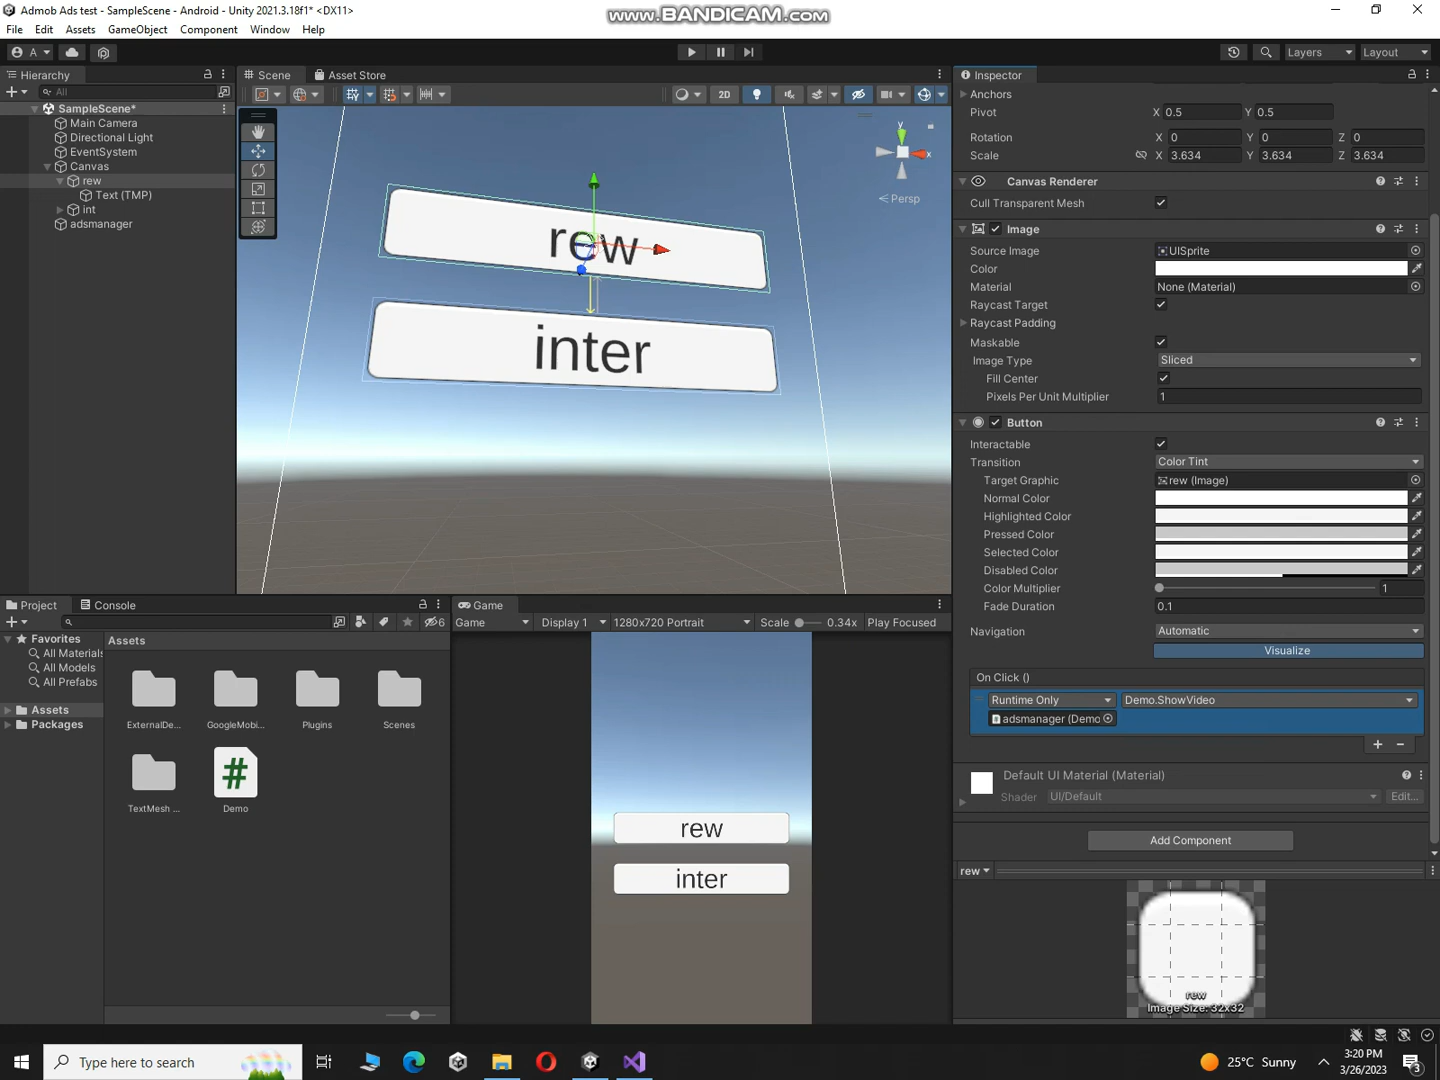 Admob Ads test - SampleScene - Android - Unity 2021.3.18f1* <DX11>
www.BANDICAM.com
File Edit Assets GameObject Component Window Help
A
Layers Layout
Hierarchy
All
SampleScene*
Main Camera
Directional Light
EventSystem
Canvas
rew
Text (TMP)
int
adsmanager
Scene Asset Store
2D
y
x
< Persp
rew
inter
Inspector
Anchors
Pivot X 0.5 Y 0.5
Rotation X 0 Y 0 Z 0
Scale X 3.634 Y 3.634 Z 3.634
Canvas Renderer
Cull Transparent Mesh
Image
Source Image UISprite
Color
Material None (Material)
Raycast Target
Raycast Padding
Maskable
Image Type Sliced
Fill Center
Pixels Per Unit Multiplier 1
Button
Interactable
Transition Color Tint
Target Graphic rew (Image)
Normal Color
Highlighted Color
Pressed Color
Selected Color
Disabled Color
Color Multiplier 1
Fade Duration 0.1
Navigation Automatic
Visualize
On Click ()
Runtime Only Demo.ShowVideo
adsmanager (Demo
+ −
Default UI Material (Material)
Shader UI/Default Edit...
Add Component
rew
rew
Image Size: 32x32
Project Console
6
Favorites
All Materials
All Models
All Prefabs
Assets
Packages
Assets
ExternalDe...
GoogleMobi...
Plugins
Scenes
TextMesh ...
#
Demo
Game
Game Display 1 1280x720 Portrait Scale 0.34x Play Focused
rew
inter
Type here to search
25°C Sunny
3:20 PM
3/26/2023
3